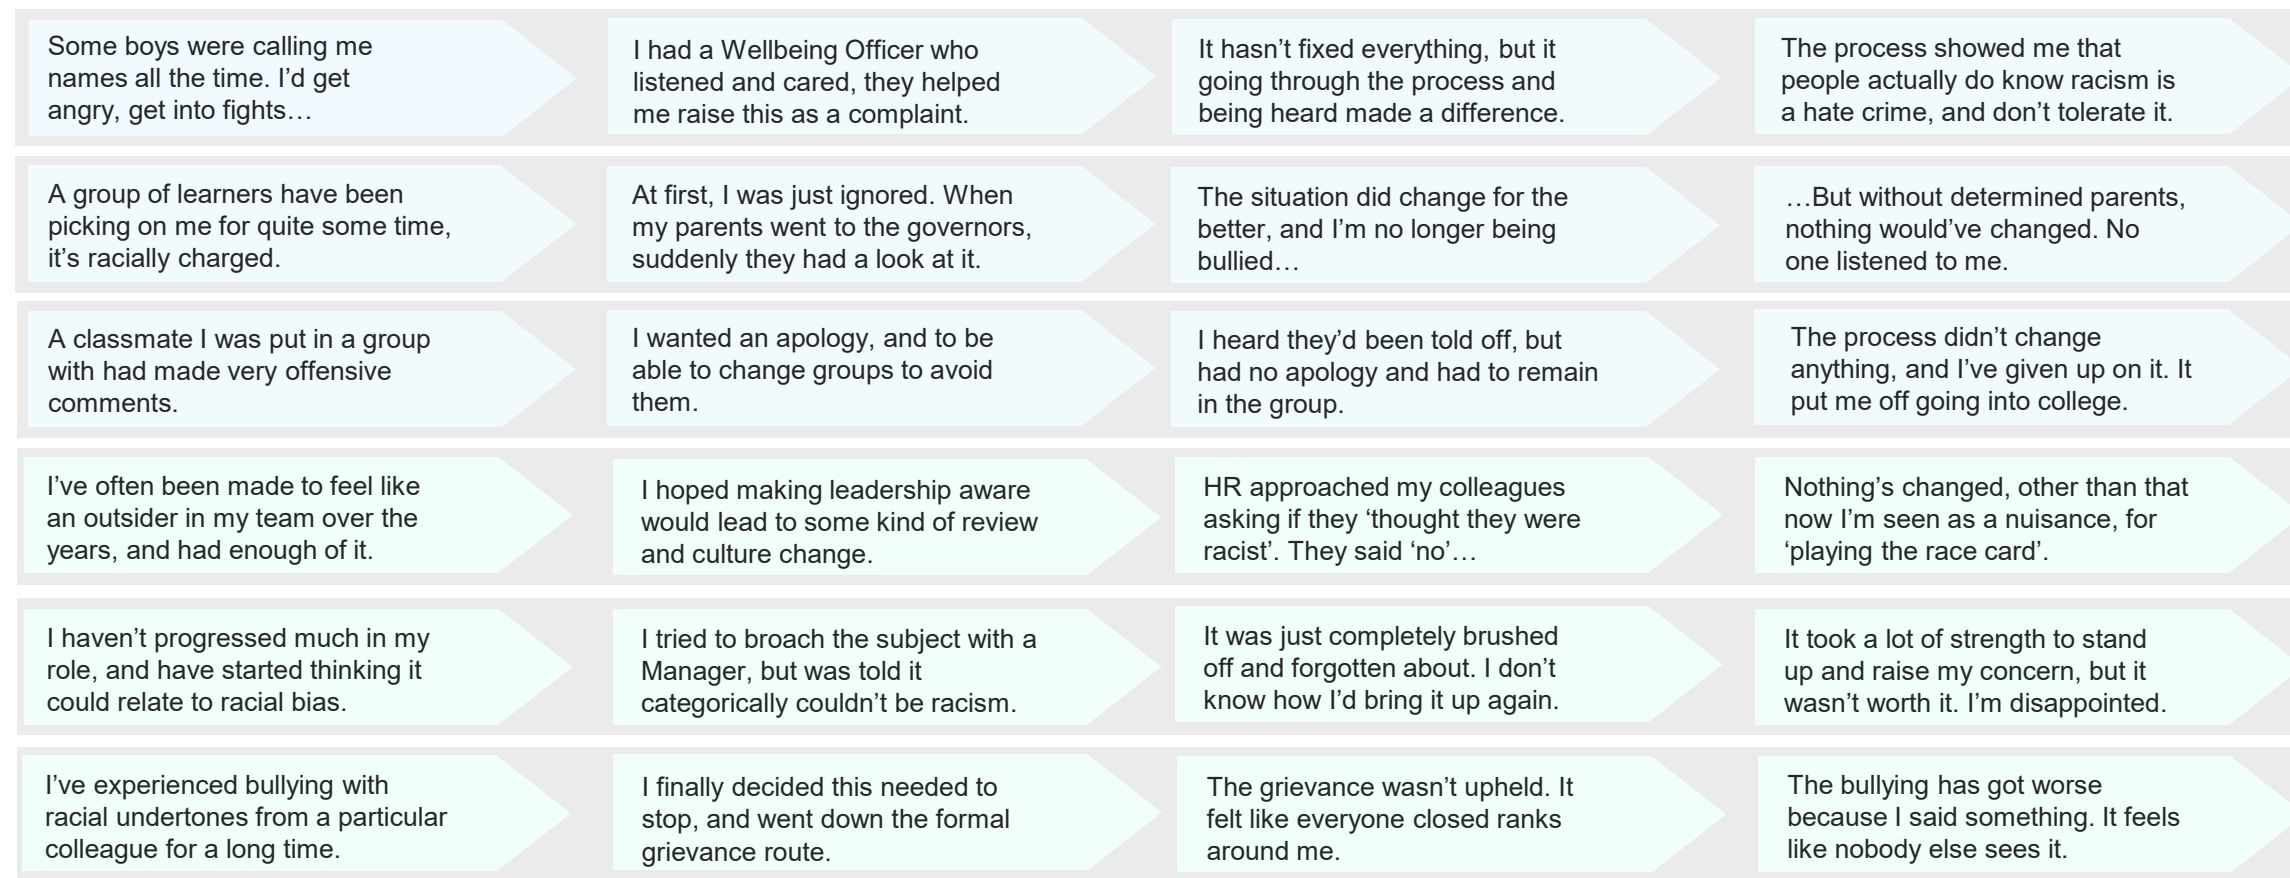 Some boys were calling me
names all the time. I’d get
angry, get into fights…
I had a Wellbeing Officer who
listened and cared, they helped
me raise this as a complaint.
It hasn’t fixed everything, but it
going through the process and
being heard made a difference.
The process showed me that
people actually do know racism is
a hate crime, and don’t tolerate it.
A group of learners have been
picking on me for quite some time,
it’s racially charged.
At first, I was just ignored. When
my parents went to the governors,
suddenly they had a look at it.
The situation did change for the
better, and I’m no longer being
bullied…
…But without determined parents,
nothing would’ve changed. No
one listened to me.
A classmate I was put in a group
with had made very offensive
comments.
I wanted an apology, and to be
able to change groups to avoid
them.
I heard they’d been told off, but
had no apology and had to remain
in the group.
The process didn’t change
anything, and I’ve given up on it. It
put me off going into college.
I’ve often been made to feel like
an outsider in my team over the
years, and had enough of it.
I hoped making leadership aware
would lead to some kind of review
and culture change.
HR approached my colleagues
asking if they ‘thought they were
racist’. They said ‘no’…
Nothing’s changed, other than that
now I’m seen as a nuisance, for
‘playing the race card’.
I haven’t progressed much in my
role, and have started thinking it
could relate to racial bias.
I tried to broach the subject with a
Manager, but was told it
categorically couldn’t be racism.
It was just completely brushed
off and forgotten about. I don’t
know how I’d bring it up again.
It took a lot of strength to stand
up and raise my concern, but it
wasn’t worth it. I’m disappointed.
I’ve experienced bullying with
racial undertones from a particular
colleague for a long time.
I finally decided this needed to
stop, and went down the formal
grievance route.
The grievance wasn’t upheld. It
felt like everyone closed ranks
around me.
The bullying has got worse
because I said something. It feels
like nobody else sees it.